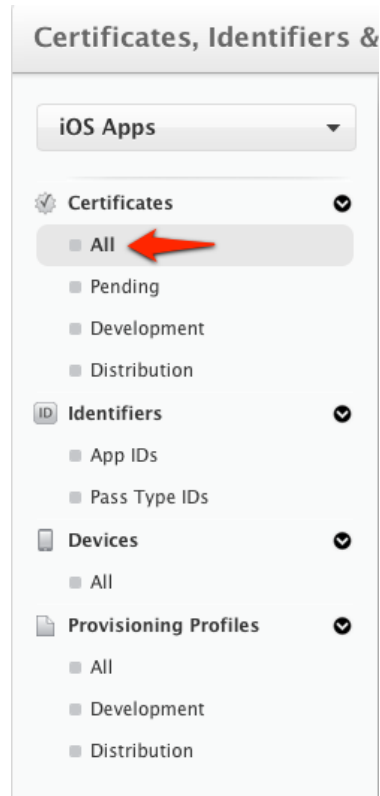 Certificates, Identifiers &
iOS Apps
Certificates
All
Pending
Development
Distribution
ID Identifiers
App IDs
Pass Type IDs
Devices
All
Provisioning Profiles
All
Development
Distribution